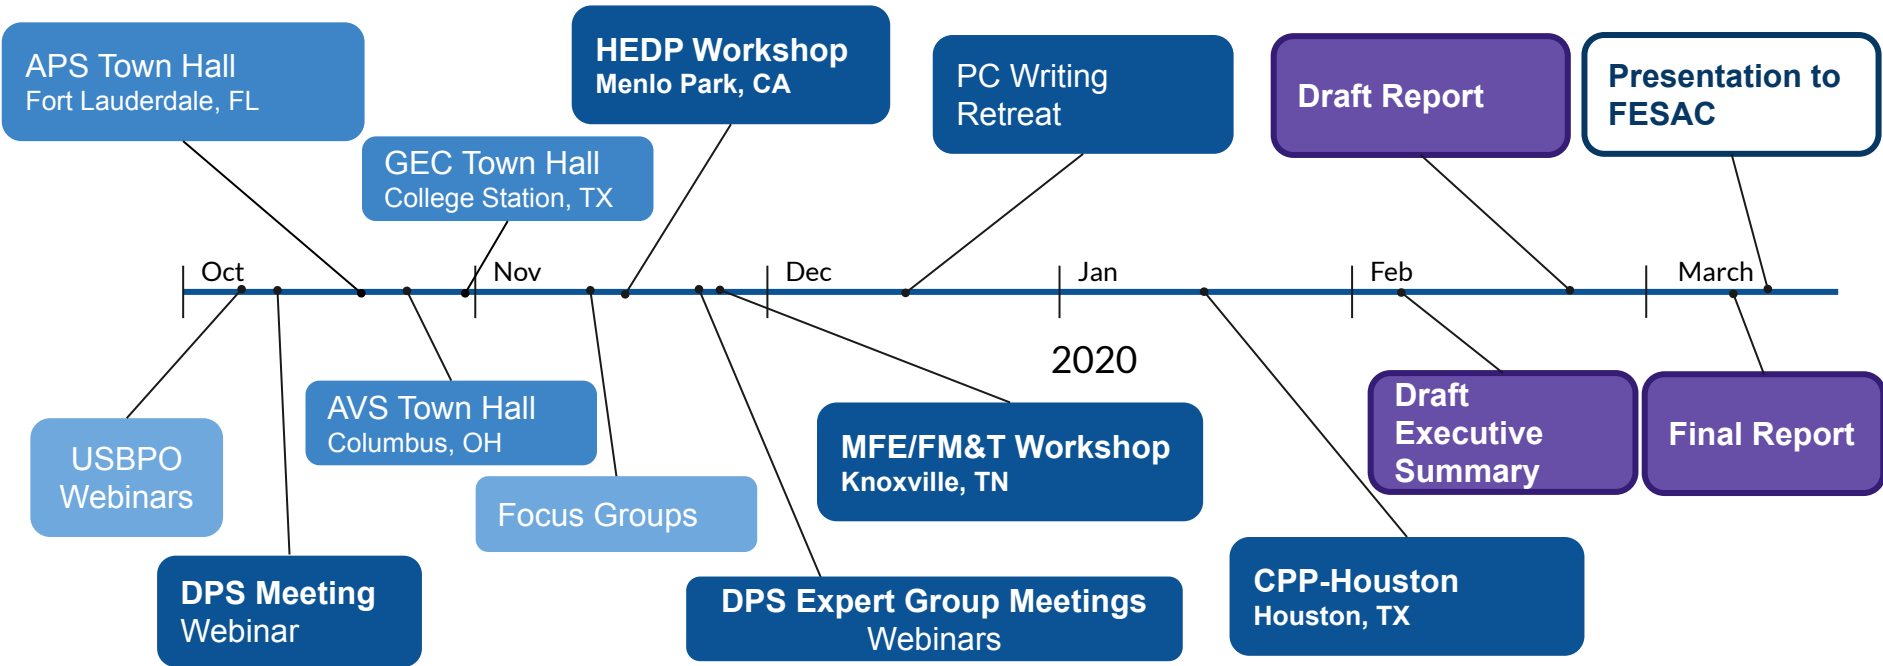 APS Town Hall
Fort Lauderdale, FL
HEDP Workshop
Menlo Park, CA
PC Writing
Retreat
Draft Report
Presentation to
FESAC
GEC Town Hall
College Station, TX
Oct
Nov
Dec
Jan
Feb
March
2020
USBPO
Webinars
AVS Town Hall
Columbus, OH
MFE/FM&T Workshop
Knoxville, TN
Draft
Executive
Summary
Final Report
Focus Groups
DPS Meeting
Webinar
DPS Expert Group Meetings
Webinars
CPP-Houston
Houston, TX